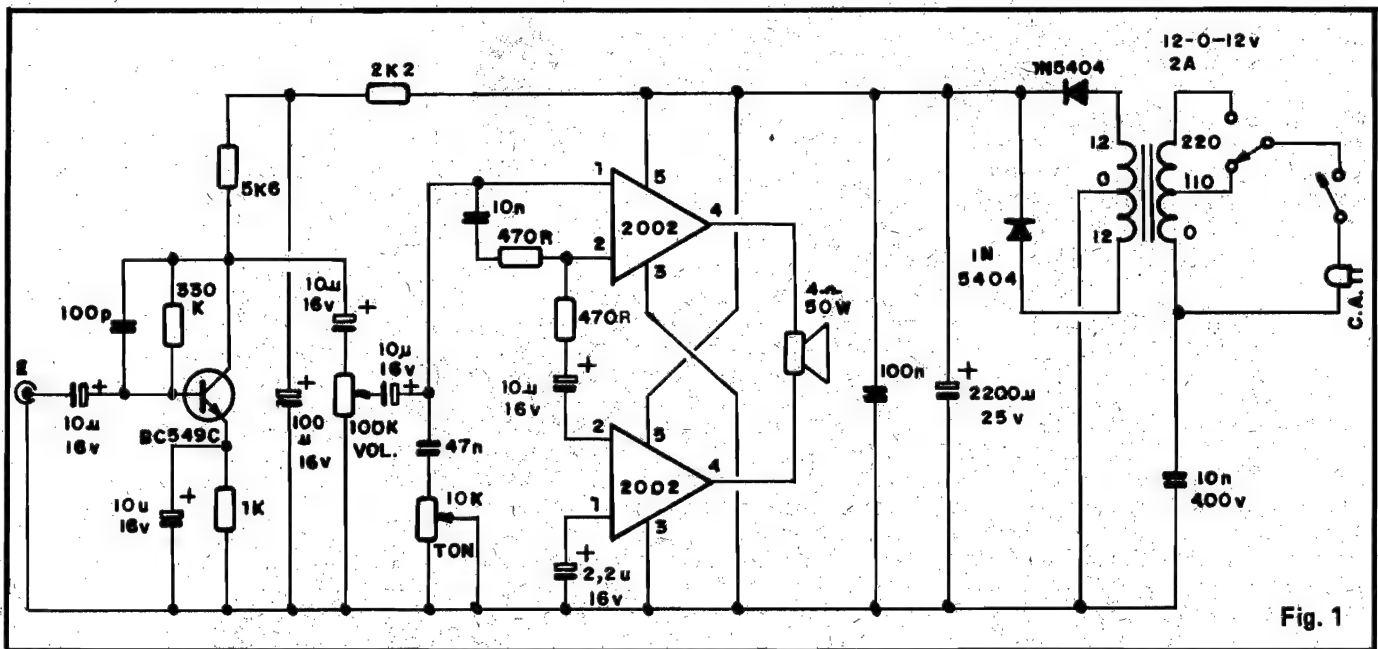 2K2
1N5404
12-0-12v
2A
5K6
330
K
100p
10µ
16v
10µ
16v
E
10µ
16v
BC549C
10u
16v
1K
100
µ
16v
100K
VOL.
47n
10K
TON
10n
470R
470R
10µ
16v
1
2
5
3
4
2002
2
1
5
3
4
2002
2,2u
16v
4Ω
50W
100n
2200µ
25v
1N
5404
12
0
12
220
110
0
10n
400v
C.A.
Fig. 1